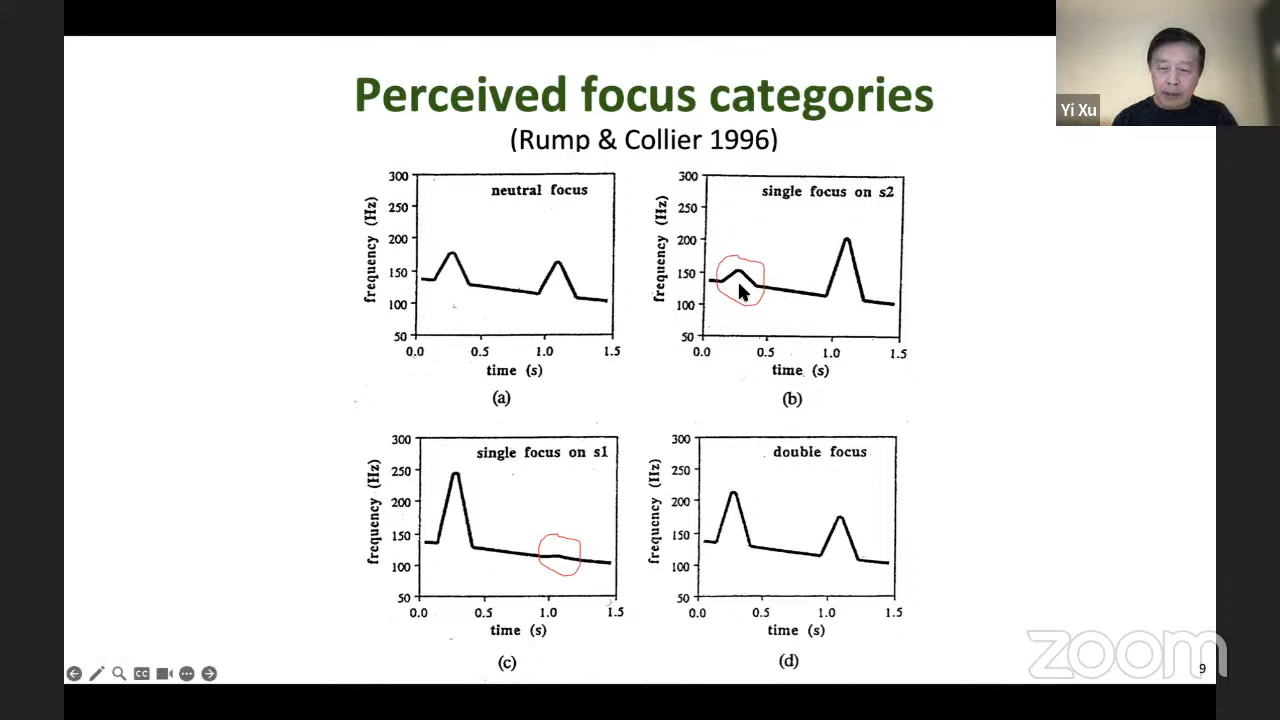 Perceived focus categories
(Rump & Collier 1996)
Yi Xu
300
250
200
150
100
50
frequency (Hz)
neutral focus
0.0 0.5 1.0 1.5
time (s)
(a)
300
250
200
150
100
50
frequency (Hz)
single focus on s2
0.0 0.5 1.0 1.5
time (s)
(b)
300
250
200
150
100
50
frequency (Hz)
single focus on s1
0.0 0.5 1.0 1.5
time (s)
(c)
300
250
200
150
100
50
frequency (Hz)
double focus
0.0 0.5 1.0 1.5
time (s)
(d)
CC
zoom
9